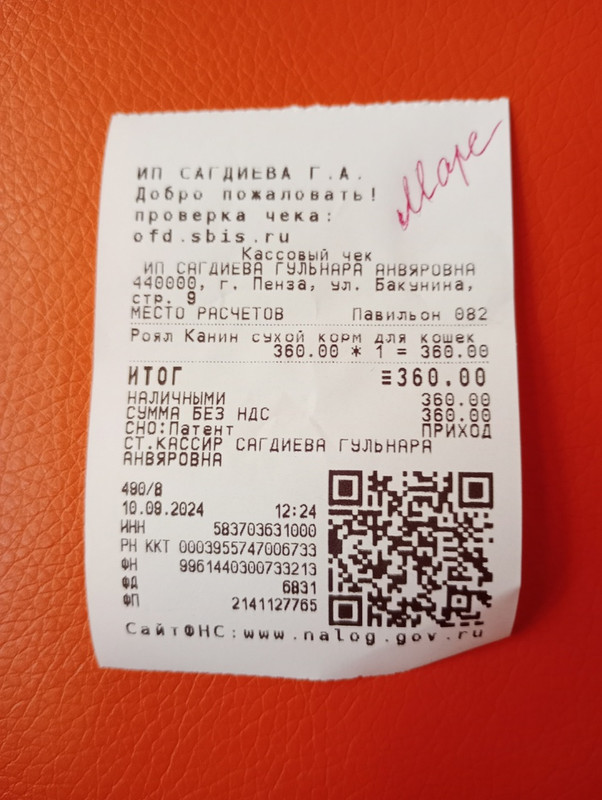 Маре
ИП САГДИЕВА Г.А.
Добро пожаловать!
проверка чека:
ofd.sbis.ru
Кассовый чек
ИП САГДИЕВА ГУЛЬНАРА АНВЯРОВНА
440000, г. Пенза, ул. Бакунина,
стр. 9
МЕСТО РАСЧЕТОВ Павильон 082
Роял Канин сухой корм для кошек
360.00 * 1 = 360.00
ИТОГ ≡360.00
НАЛИЧНЫМИ 360.00
СУММА БЕЗ НДС 360.00
СНО:Патент ПРИХОД
СТ.КАССИР САГДИЕВА ГУЛЬНАРА
АНВЯРОВНА
490/8
10.09.2024 12:24
ИНН 583703631000
РН ККТ 0003955747006733
ФН 9961440300733213
ФД 6831
ФП 2141127765
СайтФНС:www.nalog.gov.ru